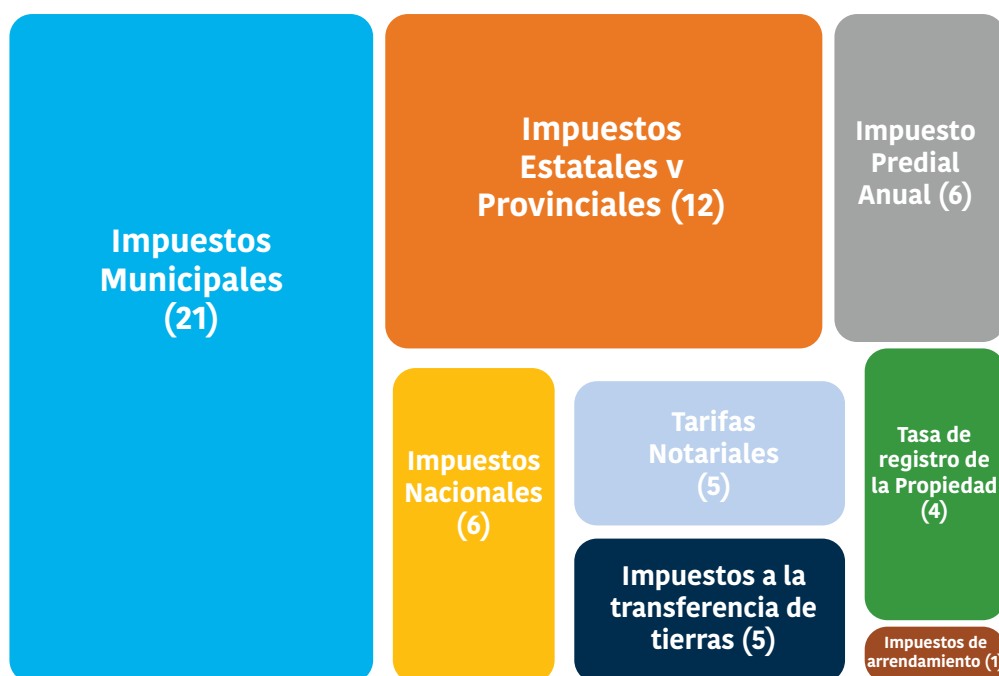 Impuestos
Municipales
(21)
Impuestos
Estatales v
Provinciales (12)
Impuesto
Predial
Anual (6)
Impuestos
Nacionales
(6)
Tarifas
Notariales
(5)
Impuestos a la
transferencia de
tierras (5)
Tasa de
registro de
la Propiedad
(4)
Impuestos de
arrendamiento (1)